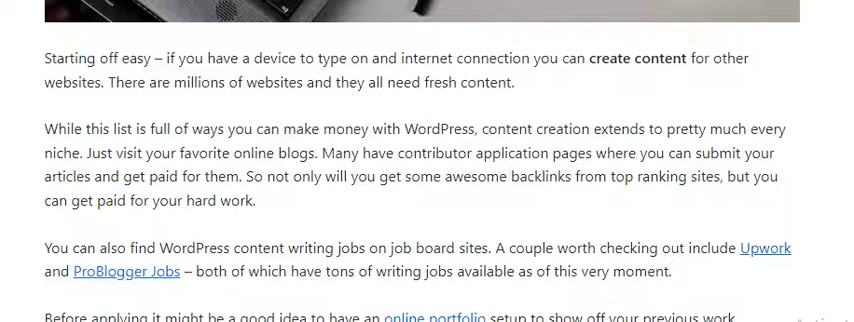 Starting off easy – if you have a device to type on and internet connection you can create content for other
websites. There are millions of websites and they all need fresh content.
While this list is full of ways you can make money with WordPress, content creation extends to pretty much every
niche. Just visit your favorite online blogs. Many have contributor application pages where you can submit your
articles and get paid for them. So not only will you get some awesome backlinks from top ranking sites, but you
can get paid for your hard work.
You can also find WordPress content writing jobs on job board sites. A couple worth checking out include Upwork
and ProBlogger Jobs – both of which have tons of writing jobs available as of this very moment.
Before applying it might be a good idea to have an online portfolio setup to show off your previous work